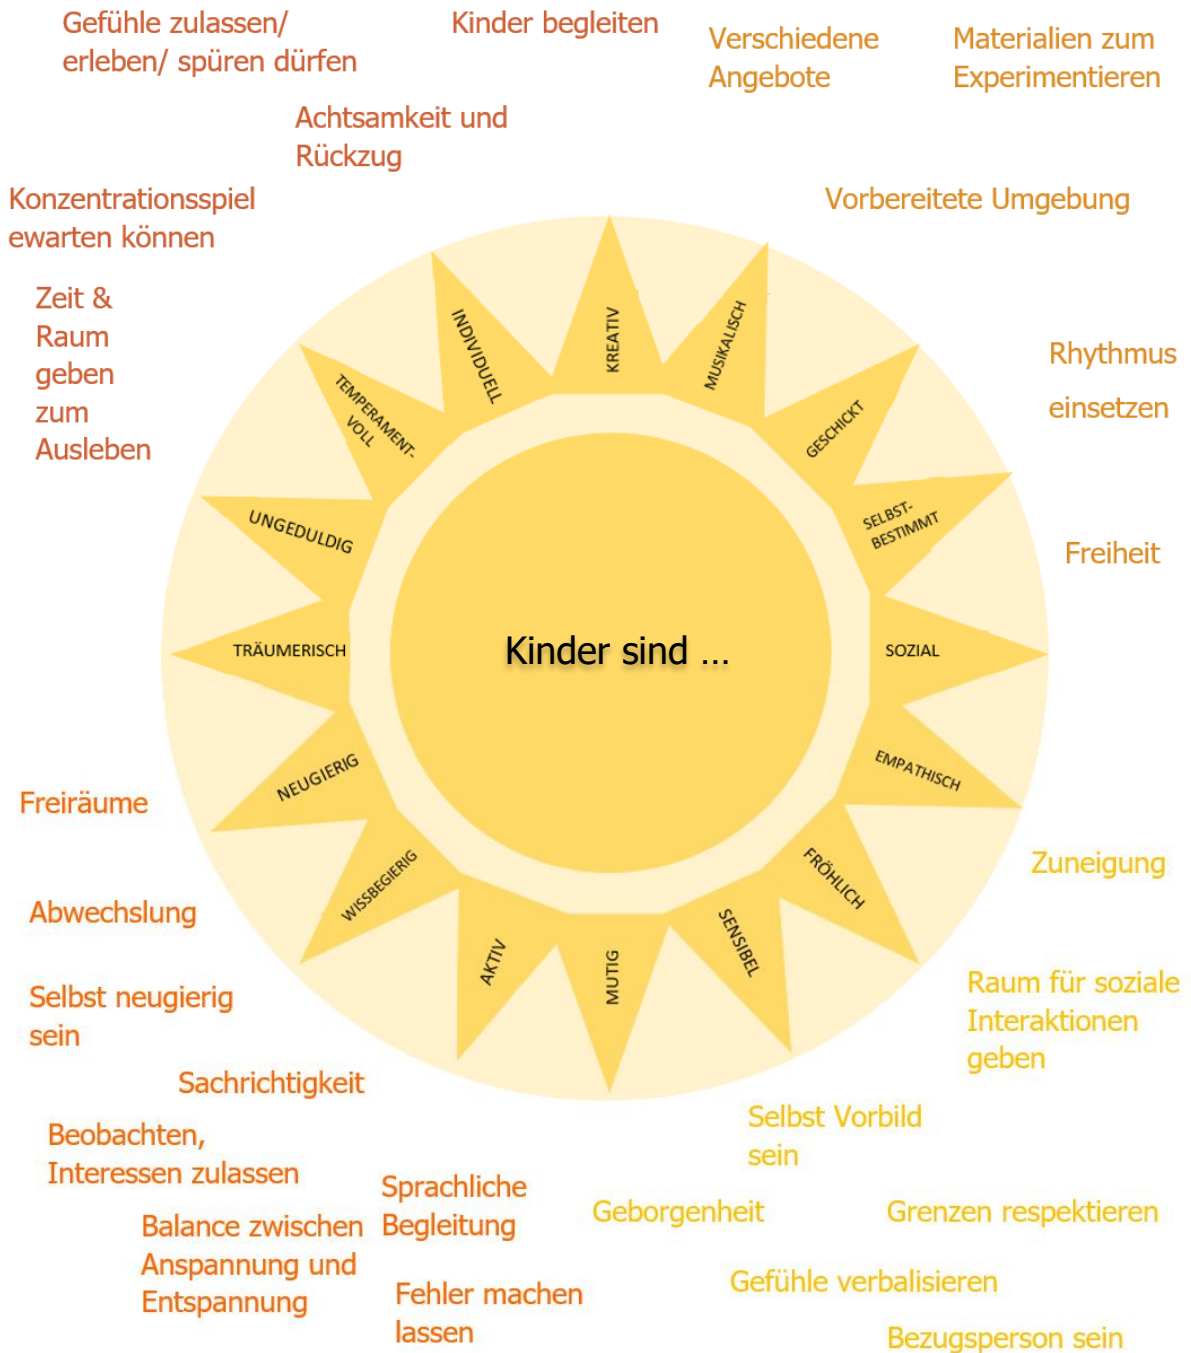 Gefühle zulassen/
erleben/ spüren dürfen
Kinder begleiten
Verschiedene
Angebote
Materialien zum
Experimentieren
Achtsamkeit und
Rückzug
Konzentrationsspiel
ewarten können
Vorbereitete Umgebung
Zeit &
Raum
geben
zum
Ausleben
Rhythmus
einsetzen
Freiheit
KREATIV
MUSIKALISCH
GESCHICKT
SELBST-
BESTIMMT
SOZIAL
EMPATHISCH
FRÖHLICH
SENSIBEL
MUTIG
AKTIV
WISSBEGIERIG
NEUGIERIG
TRÄUMERISCH
UNGEDULDIG
TEMPERAMENT-
VOLL
INDIVIDUELL
Kinder sind ...
Freiräume
Abwechslung
Selbst neugierig
sein
Sachrichtigkeit
Beobachten,
Interessen zulassen
Balance zwischen
Anspannung und
Entspannung
Sprachliche
Begleitung
Fehler machen
lassen
Zuneigung
Raum für soziale
Interaktionen
geben
Selbst Vorbild
sein
Geborgenheit
Grenzen respektieren
Gefühle verbalisieren
Bezugsperson sein